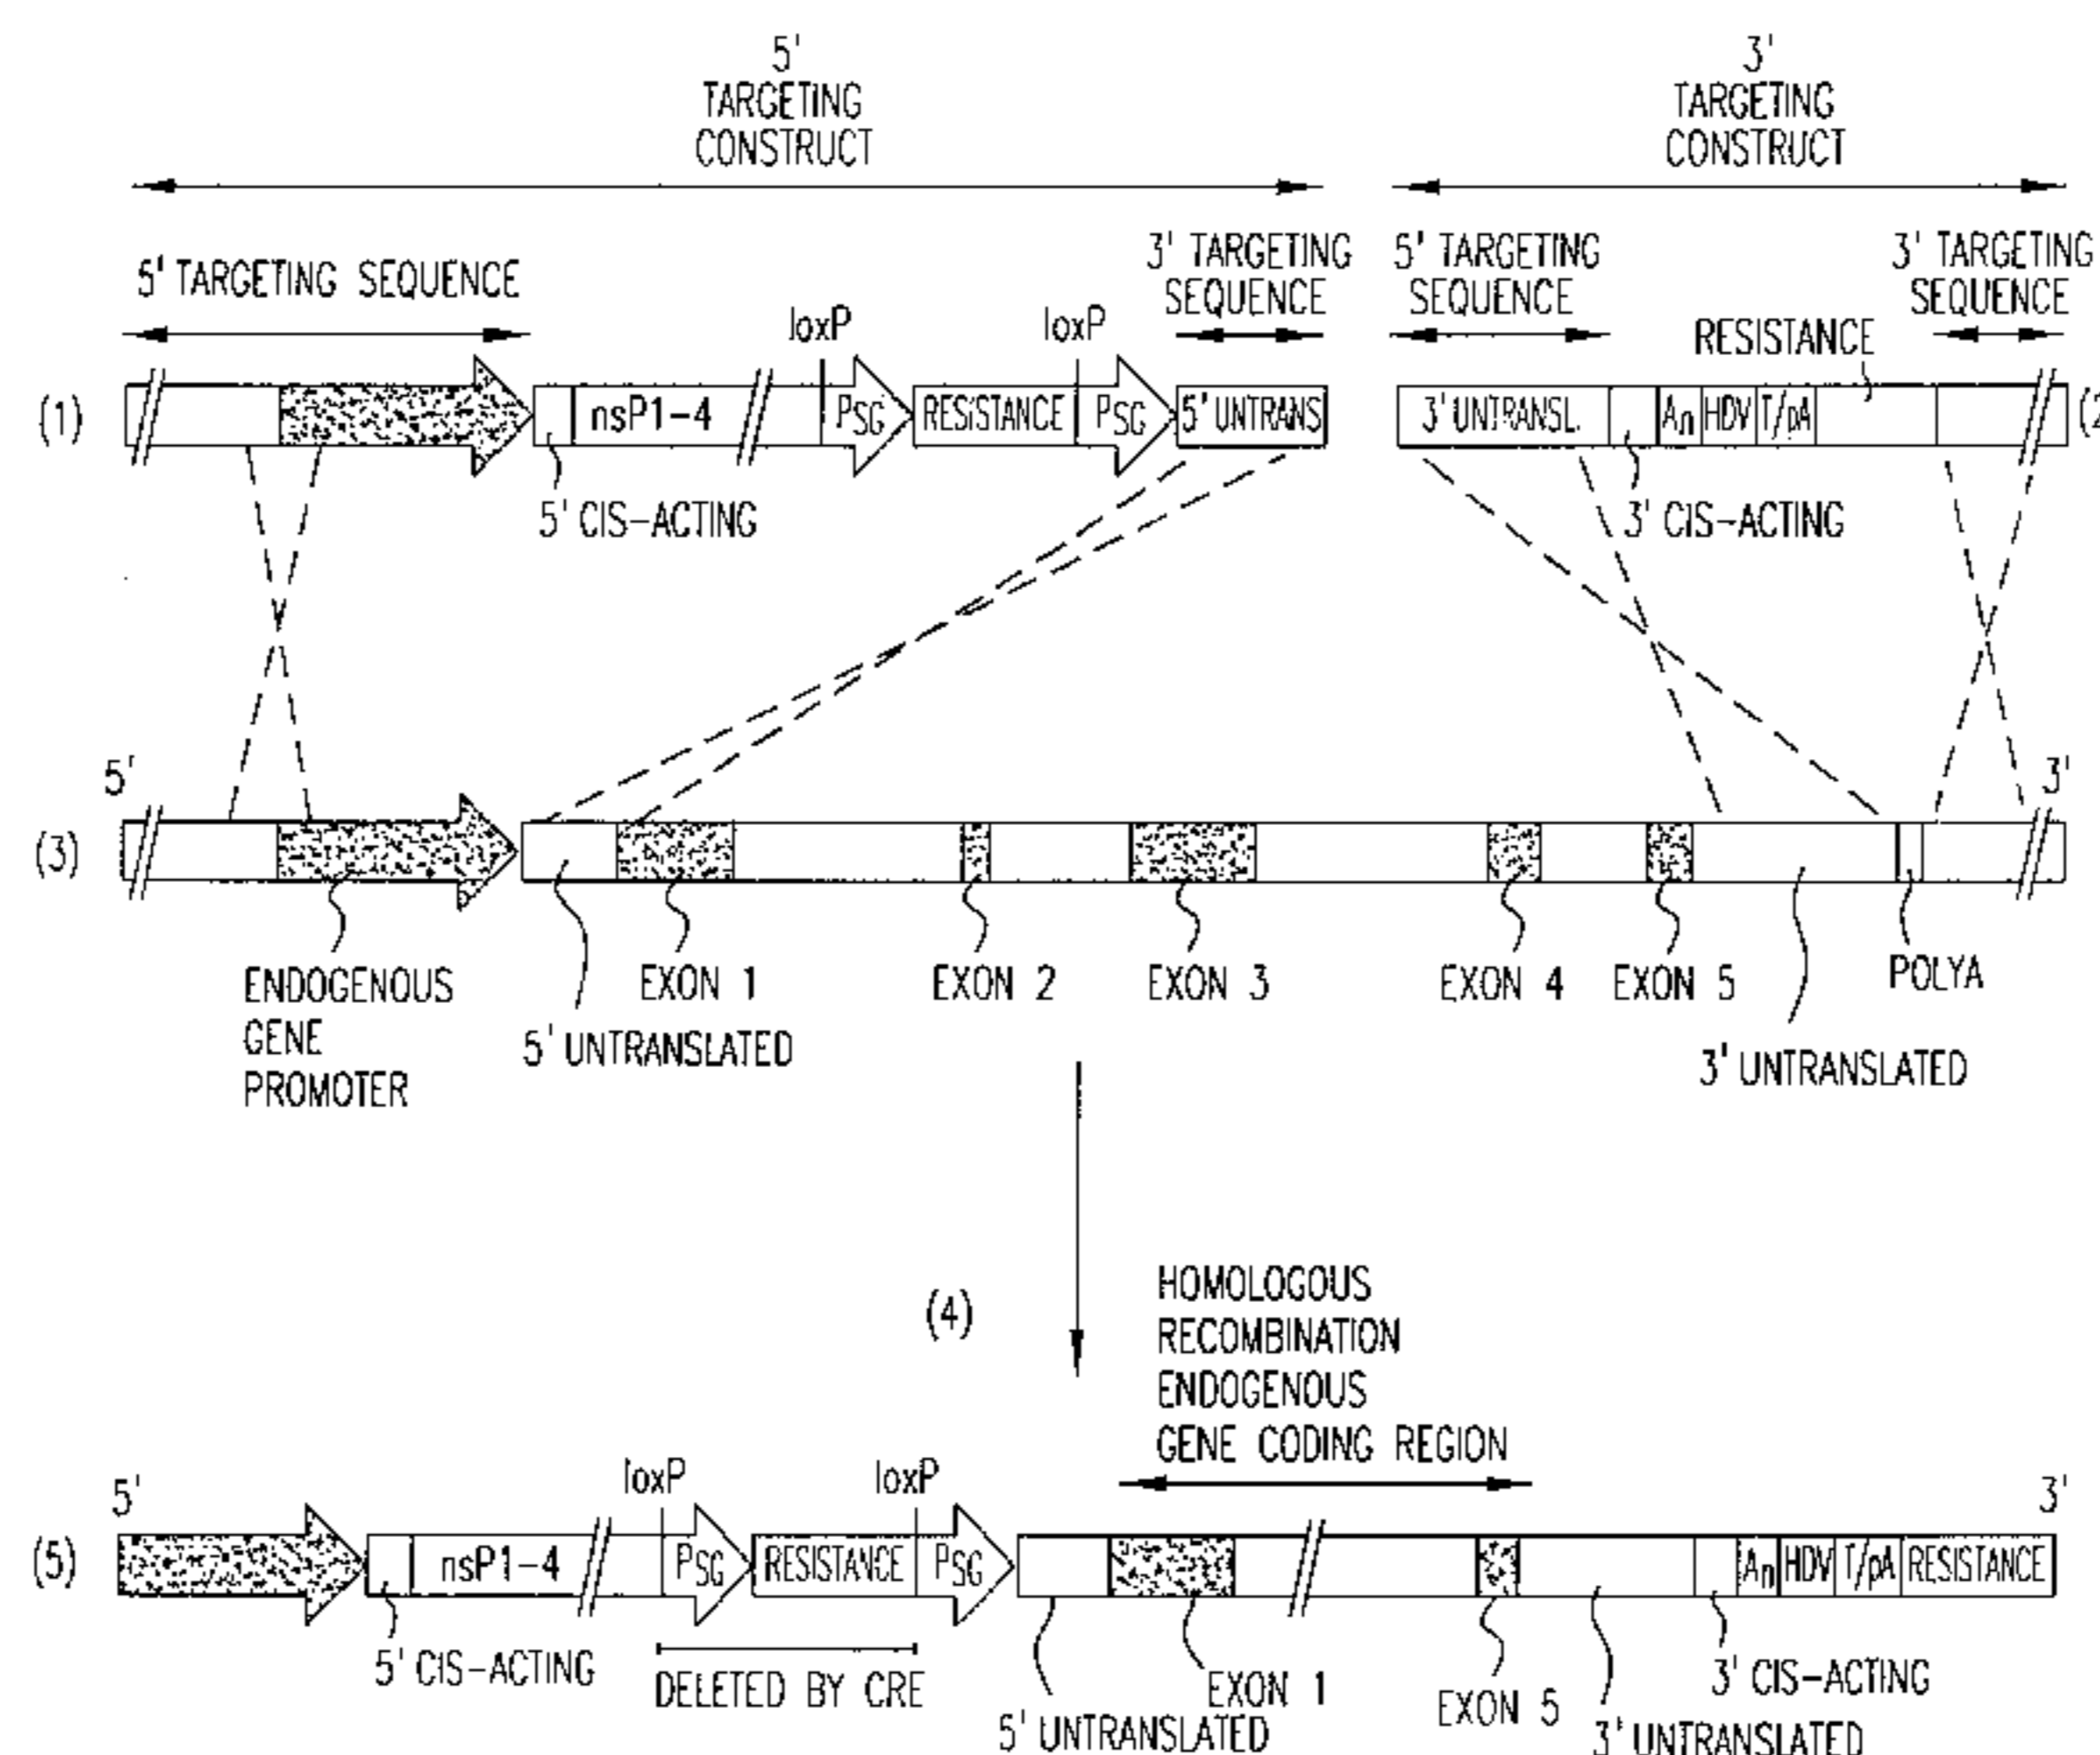 5'
TARGETING
CONSTRUCT
3'
TARGETING
CONSTRUCT
5' TARGETING SEQUENCE
3' TARGETING
SEQUENCE
5' TARGETING
SEQUENCE
3' TARGETING
SEQUENCE
loxP
loxP
RESISTANCE
(1)
nsP1-4
PSG
RESISTANCE
PSG
5' UNTRANS
3' UNTRANSL.
An
HDV
T/pA
(2
5' CIS-ACTING
3' CIS-ACTING
5'
3'
(3)
ENDOGENOUS
GENE
PROMOTER
5' UNTRANSLATED
EXON 1
EXON 2
EXON 3
EXON 4
EXON 5
POLYA
3' UNTRANSLATED
(4)
HOMOLOGOUS
RECOMBINATION
ENDOGENOUS
GENE CODING REGION
5'
loxP
loxP
3'
(5)
nsP1-4
PSG
RESISTANCE
PSG
An
HDV
T/pA
RESISTANCE
5' CIS-ACTING
DELETED BY CRE
5' UNTRANSLATED
EXON 1
EXON 5
3' CIS-ACTING
3' UNTRANSLATED